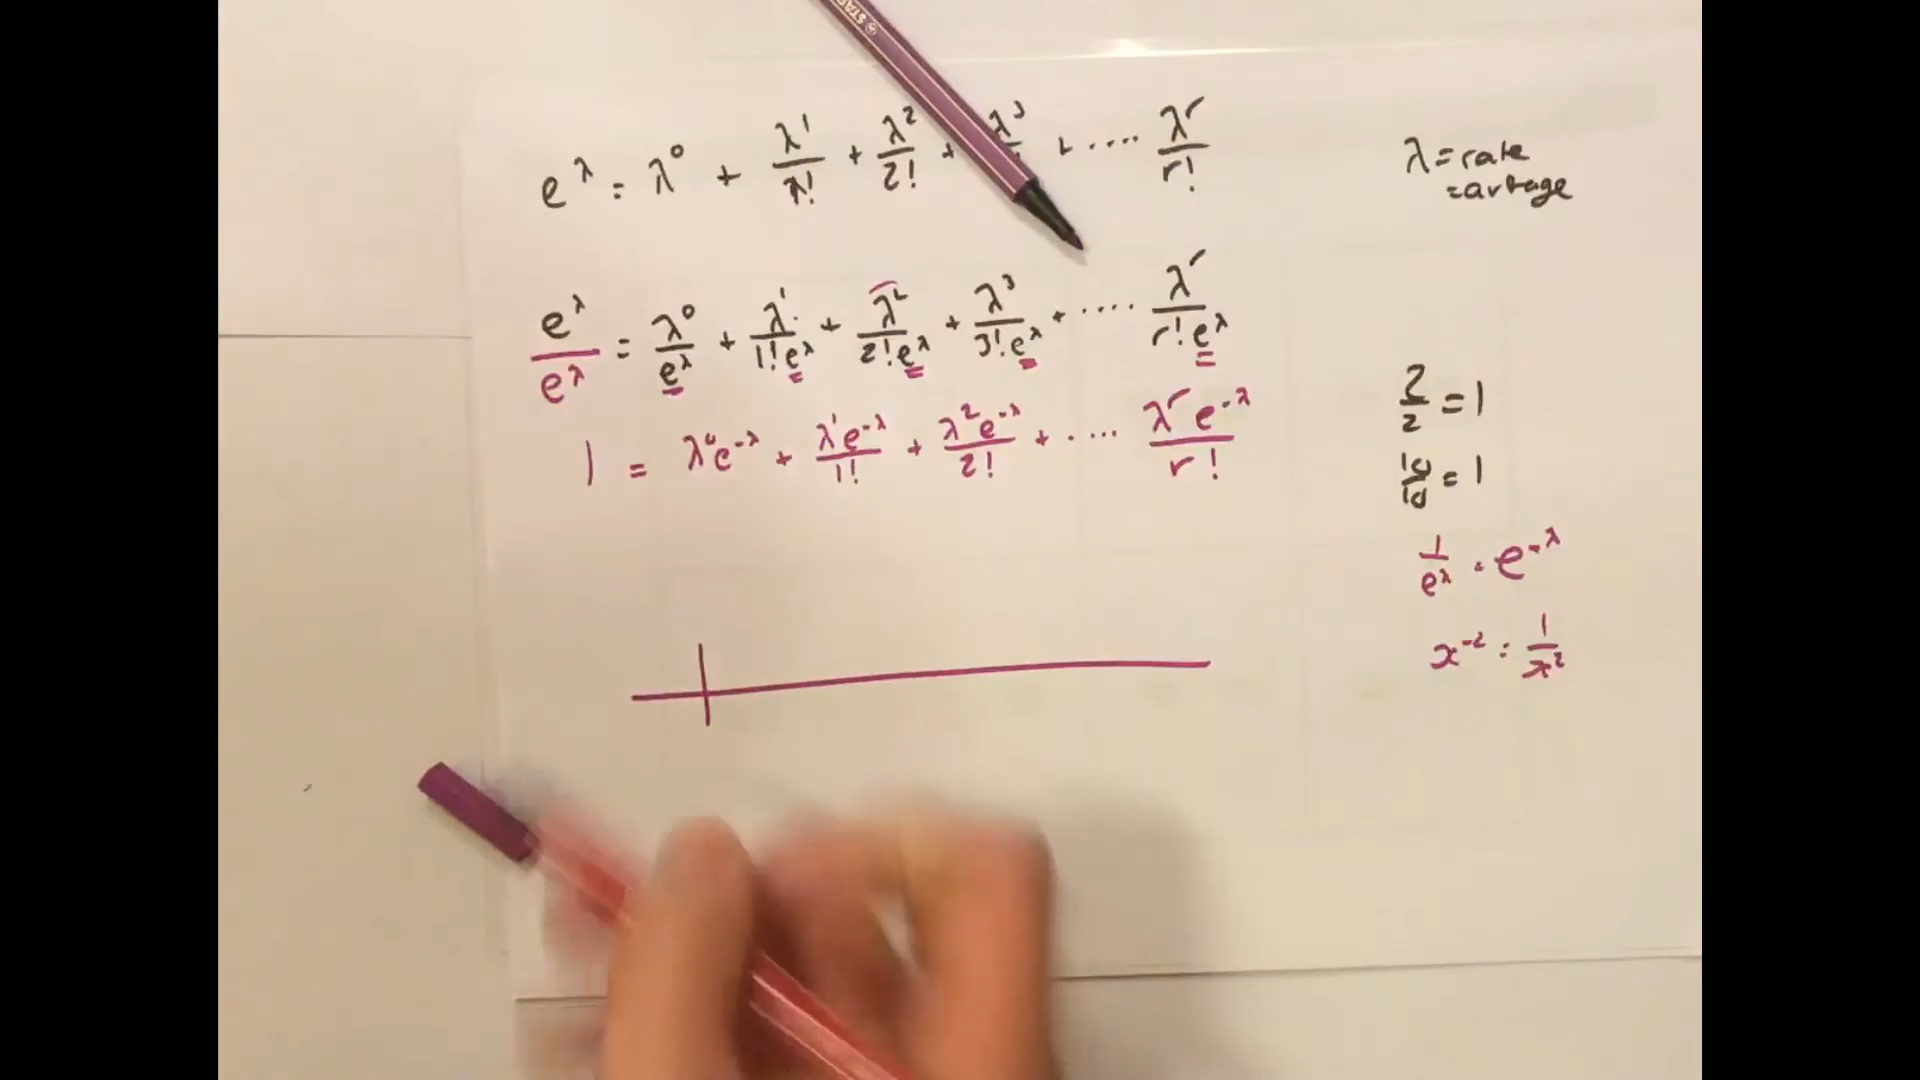 STAB
e^λ = λ^0 + λ^1/1! + λ^2/2! + λ^3 + .... λ^r/r!
λ = rate
= average
e^λ/e^λ = λ^0/e^λ + λ^1/1!e^λ + λ^2/2!e^λ + λ^3/3!e^λ + .... λ^r/r!e^λ
1 = λ^0e^-λ + λ^1e^-λ/1! + λ^2e^-λ/2! + .... λ^re^-λ/r!
2/2 = 1
10/10 = 1
1/e^λ = e^-λ
x^-2 = 1/x^2